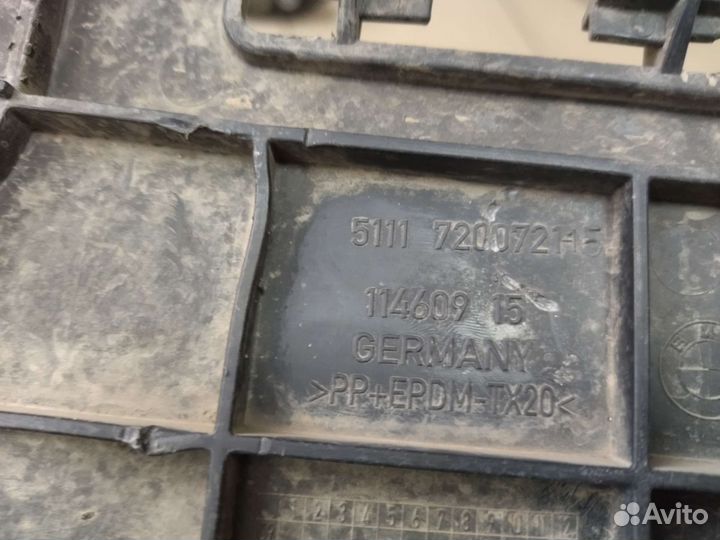 5111 7200721-5
114609 15
GERMANY
>PP+EPDM-TX20<
Avito